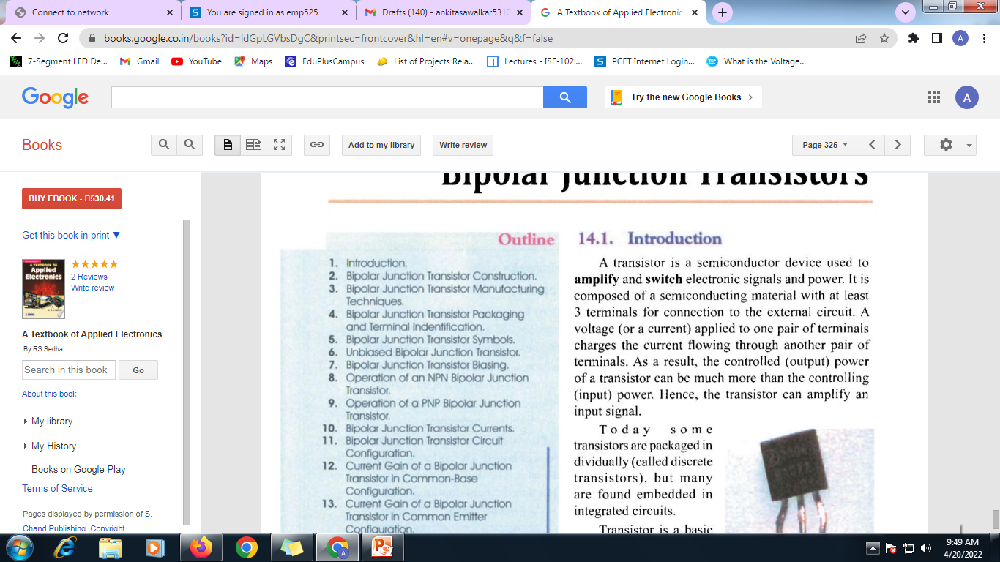 Connect to network
You are signed in as emp525
Drafts (140) - ankitasawalkar5310
A Textbook of Applied Electronics
books.google.co.in/books?id=IdGpLGVbsDgC&printsec=frontcover&hl=en#v=onepage&q&f=false
A
7-Segment LED De...
Gmail
YouTube
Maps
EduPlusCampus
List of Projects Rela...
Lectures - ISE-102:...
PCET Internet Login...
What is the Voltage...
Google
Try the new Google Books
A
Books
Add to my library
Write review
Page 325
BUY EBOOK - 530.41
Get this book in print ▼
2 Reviews
Write review
A TEXTBOOK OF
Applied
Electronics
A Textbook of Applied Electronics
By RS Sedha
Search in this book
Go
About this book
My library
My History
Books on Google Play
Terms of Service
Pages displayed by permission of S.
Chand Publishing. Copyright.
Bipolar Junction Transistors
Outline
1. Introduction.
2. Bipolar Junction Transistor Construction.
3. Bipolar Junction Transistor Manufacturing
Techniques.
4. Bipolar Junction Transistor Packaging
and Terminal Indentification.
5. Bipolar Junction Transistor Symbols.
6. Unbiased Bipolar Junction Transistor.
7. Bipolar Junction Transistor Biasing.
8. Operation of an NPN Bipolar Junction
Transistor.
9. Operation of a PNP Bipolar Junction
Transistor.
10. Bipolar Junction Transistor Currents.
11. Bipolar Junction Transistor Circuit
Configuration.
12. Current Gain of a Bipolar Junction
Transistor in Common-Base
Configuration.
13. Current Gain of a Bipolar Junction
Transistor in Common Emitter
Configuration.
14.1. Introduction
A transistor is a semiconductor device used to
amplify and switch electronic signals and power. It is
composed of a semiconducting material with at least
3 terminals for connection to the external circuit. A
voltage (or a current) applied to one pair of terminals
charges the current flowing through another pair of
terminals. As a result, the controlled (output) power
of a transistor can be much more than the controlling
(input) power. Hence, the transistor can amplify an
input signal.
Today some
transistors are packaged in
dividually (called discrete
transistors), but many
are found embedded in
integrated circuits.
Transistor is a basic
9:49 AM
4/20/2022